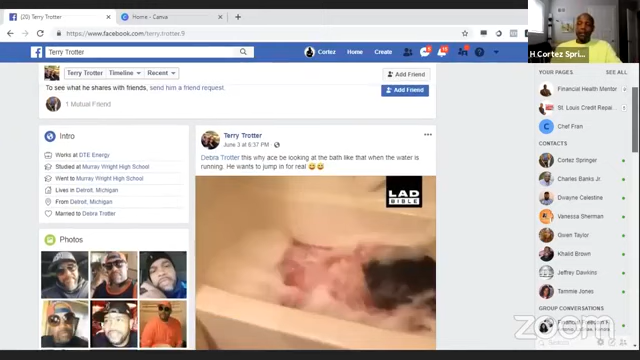 (20) Terry Trotter
Home - Canva
https://www.facebook.com/terry.trotter.9
Terry Trotter
Cortez Home Create
H Cortez Spri...
Terry Trotter Timeline Recent
Add Friend
To see what he shares with friends, send him a friend request.
Add Friend
1 Mutual Friend
Intro
Works at DTE Energy
Studied at Murray Wright High School
Went to Murray Wright High School
Lives in Detroit, Michigan
From Detroit, Michigan
Married to Debra Trotter
Photos
Terry Trotter
June 3 at 6:37 PM
Debra Trotter this why ace be looking at the bath like that when the water is
running. He wants to jump in for real
LAD
BIBLE
YOUR PAGES SEE ALL
Financial Health Mentor
St. Louis Credit Repai...
Chef Fran
CONTACTS
Cortez Springer
Charles Banks Jr.
Dwayne Celestine
Vanessa Sherman
Gwen Taylor
Khalid Brown
Jeffrey Dawkins
Tammie Jones
GROUP CONVERSATIONS
Financial Freedom
Search
zoom